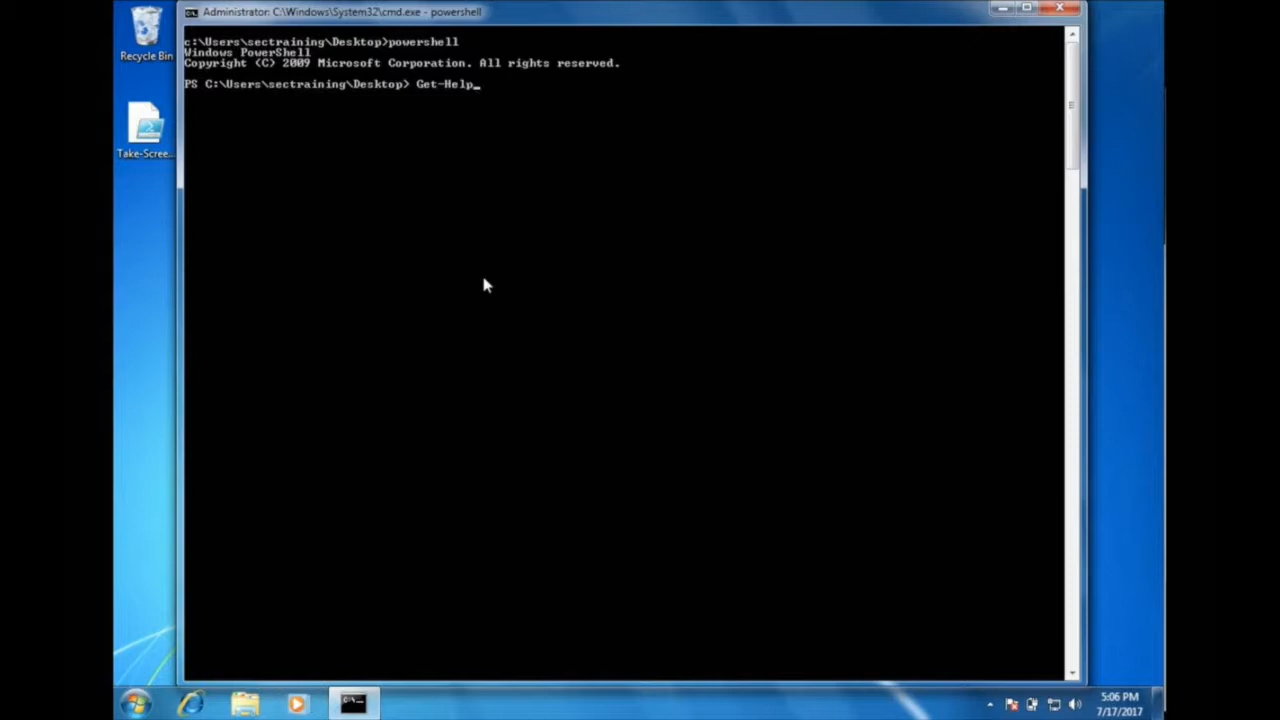 Administrator: C:\Windows\System32\cmd.exe - powershell
Recycle Bin
Take-Scree...
c:\Users\sectraining\Desktop>powershell
Windows PowerShell
Copyright (C) 2009 Microsoft Corporation. All rights reserved.
PS C:\Users\sectraining\Desktop> Get-Help_
5:06 PM
7/17/2017